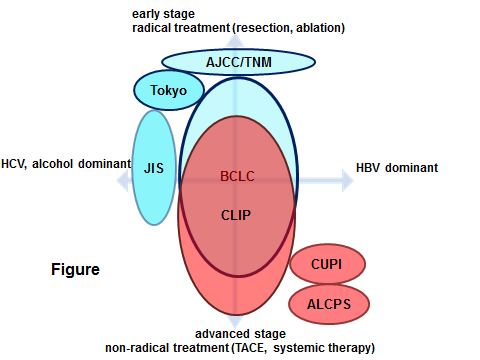 early stage
radical treatment (resection, ablation)
AJCC/TNM
Tokyo
HCV, alcohol dominant
JIS
BCLC
HBV dominant
CLIP
Figure
CUPI
ALCPS
advanced stage
non-radical treatment (TACE, systemic therapy)